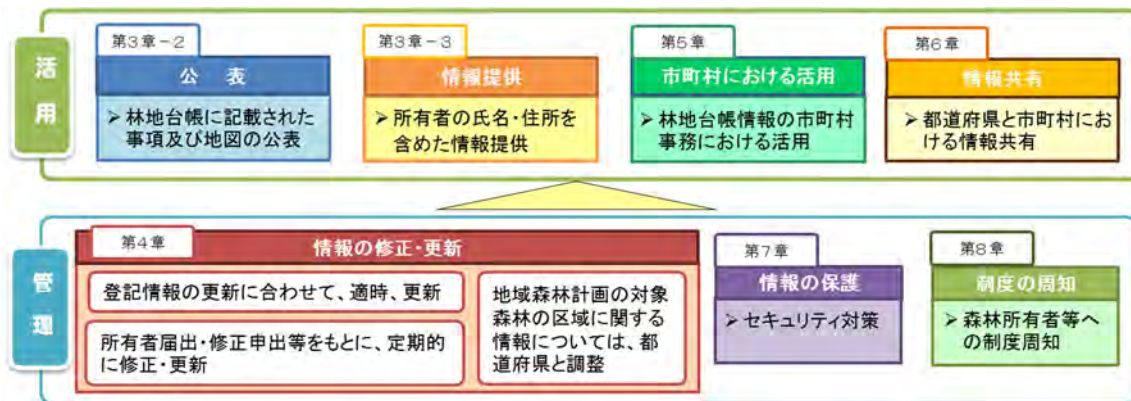 活用
第3章－2
公　表
➢林地台帳に記載された
事項及び地図の公表
第3章－3
情報提供
➢所有者の氏名・住所を
含めた情報提供
第5章
市町村における活用
➢林地台帳情報の市町村
事務における活用
第6章
情報共有
➢都道府県と市町村にお
ける情報共有
管理
第4章
情報の修正・更新
登記情報の更新に合わせて、適時、更新
所有者届出・修正申出等をもとに、定期的
に修正・更新
地域森林計画の対象
森林の区域に関する
情報については、都
道府県と調整
第7章
情報の保護
➢セキュリティ対策
第8章
制度の周知
➢森林所有者等へ
の制度周知